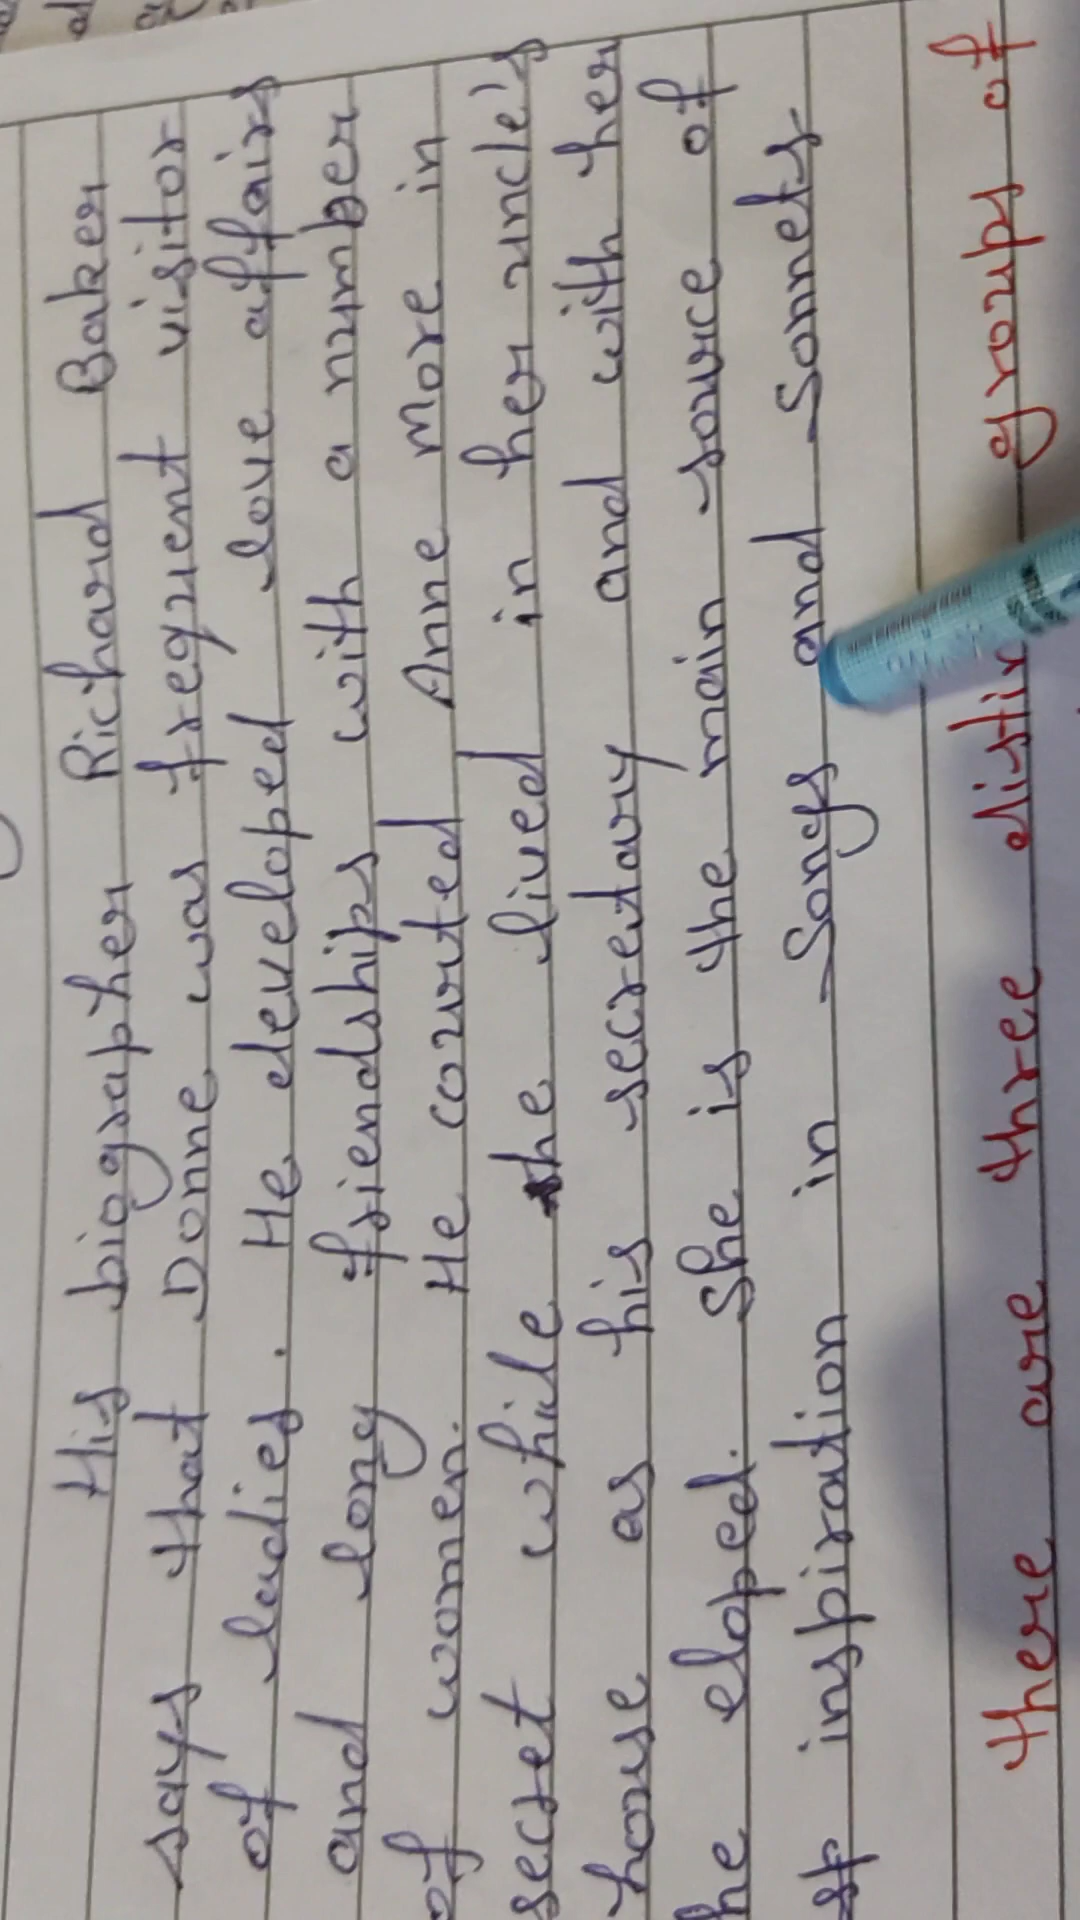 His biographer Richard Baker
says that Donne was frequent visitor
of ladies. He developed love affairs
and long friendships with a number
of women. He courted Anne More in
secret while she lived in her uncle's
house as his secretary and with her
he eloped. She is the main source of
inspiration in Songs and Sonnets
there are three groups of